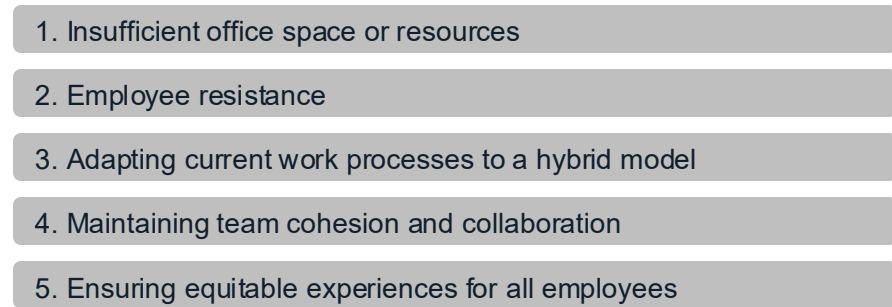 1. Insufficient office space or resources
2. Employee resistance
3. Adapting current work processes to a hybrid model
4. Maintaining team cohesion and collaboration
5. Ensuring equitable experiences for all employees